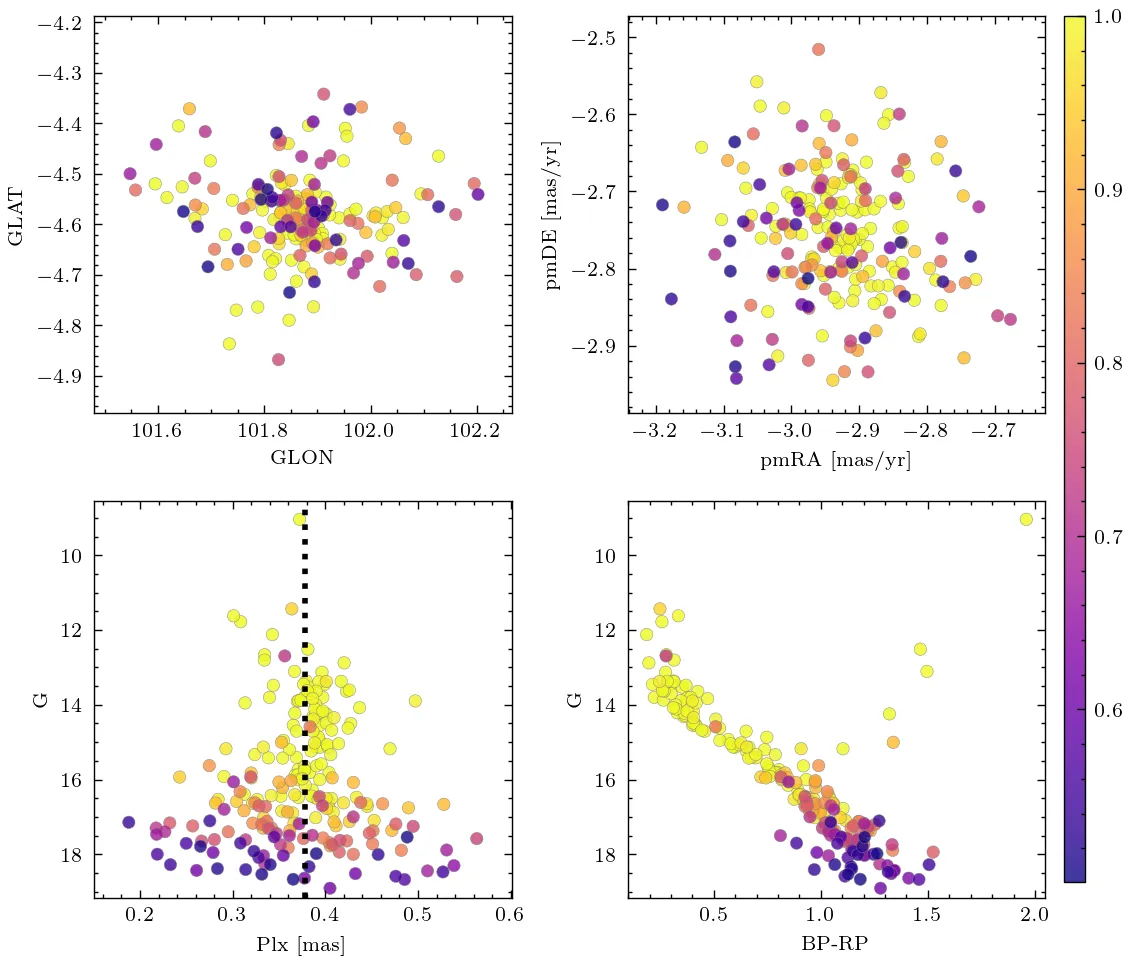 −4.2
−4.3
−4.4
−4.5
−4.6
−4.7
−4.8
−4.9
GLAT
101.6 101.8 102.0 102.2
GLON
−2.5
−2.6
−2.7
−2.8
−2.9
pmDE [mas/yr]
−3.2 −3.1 −3.0 −2.9 −2.8 −2.7
pmRA [mas/yr]
1.0
0.9
0.8
0.7
0.6
10
12
14
16
18
G
0.2 0.3 0.4 0.5 0.6
Plx [mas]
10
12
14
16
18
G
0.5 1.0 1.5 2.0
BP-RP